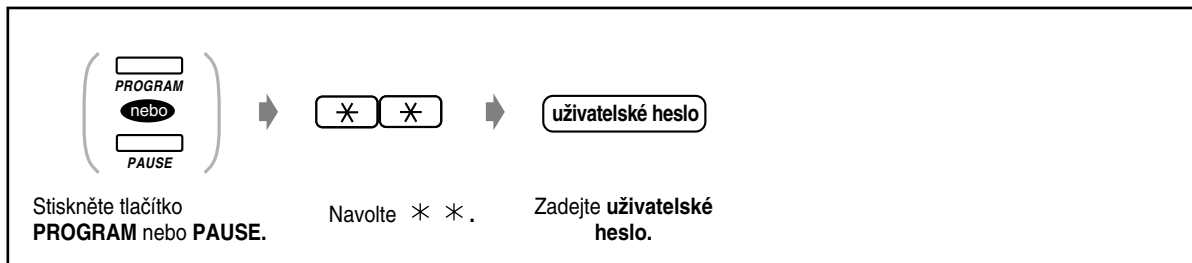 PROGRAM
nebo
PAUSE
✳ ✳
uživatelské heslo
Stiskněte tlačítko
PROGRAM nebo PAUSE.
Navolte ✳ ✳.
Zadejte uživatelské
heslo.